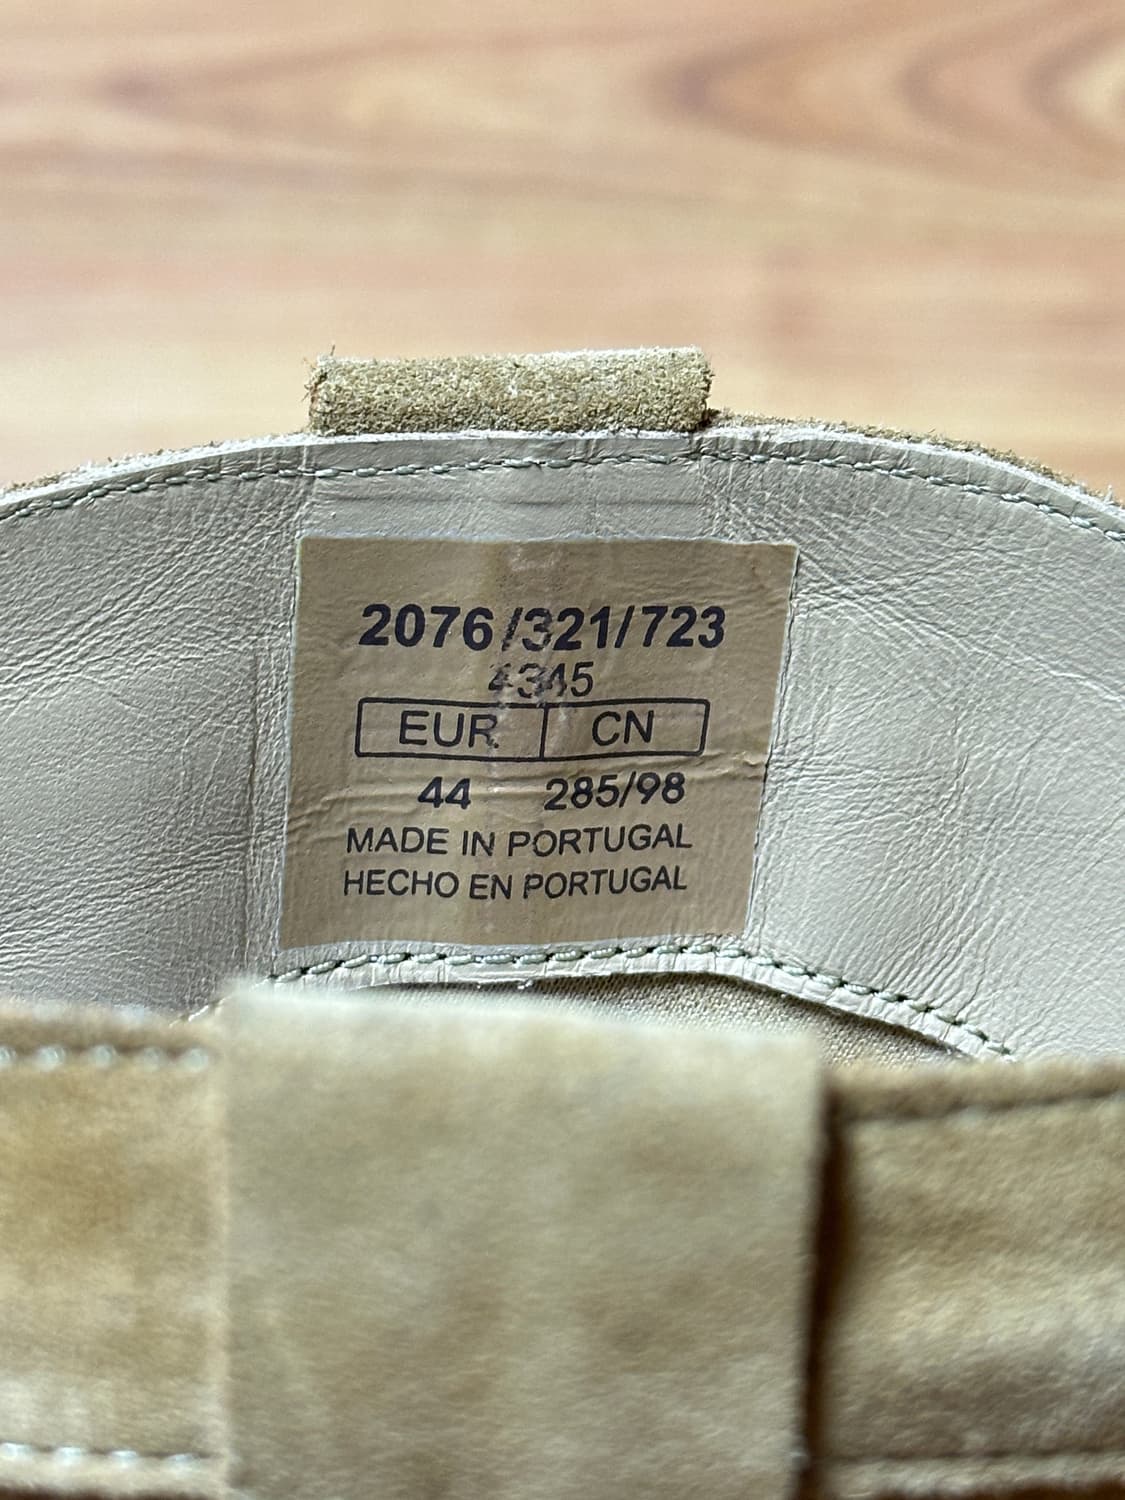 2076/321/723
4345
EUR CN
44 285/98
MADE IN PORTUGAL
HECHO EN PORTUGAL